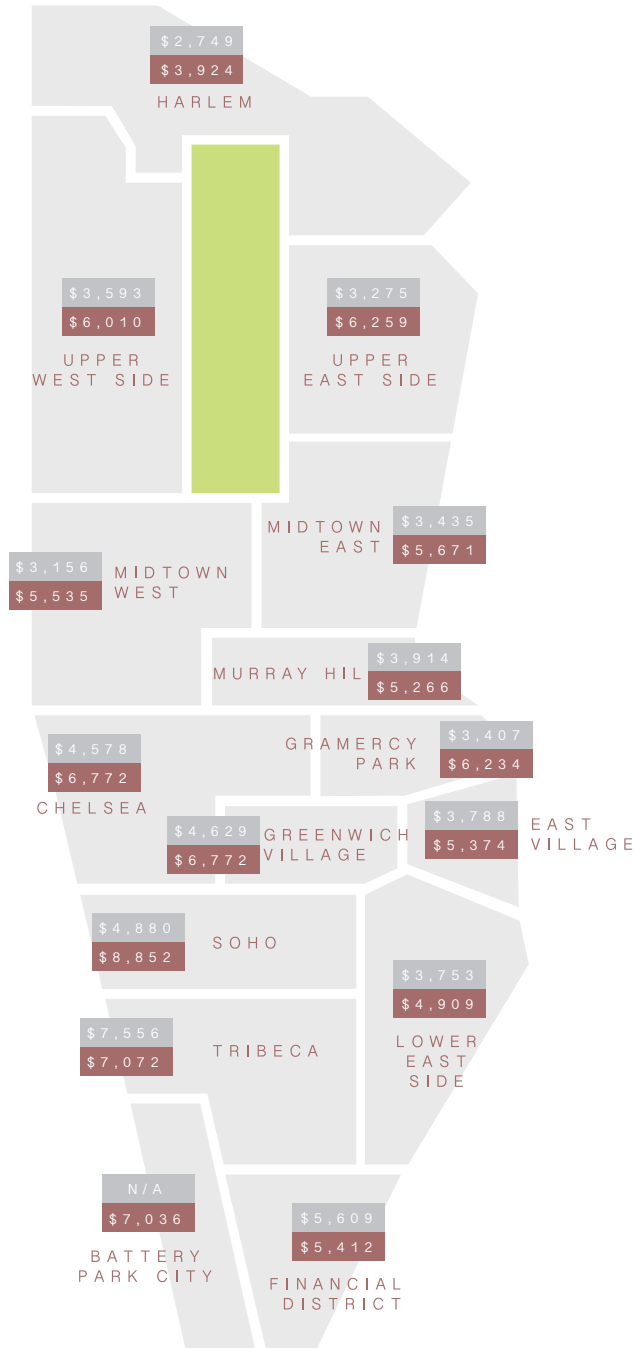 $2,749
$3,924
HARLEM
$3,593
$6,010
UPPER
WEST SIDE
$3,275
$6,259
UPPER
EAST SIDE
MIDTOWN
EAST
$3,435
$5,671
$3,156
$5,535
MIDTOWN
WEST
MURRAY HIL
$3,914
$5,266
GRAMERCY
PARK
$3,407
$6,234
$4,578
$6,772
CHELSEA
$4,629
$6,772
GREENWICH
VILLAGE
$3,788
$5,374
EAST
VILLAGE
$4,880
$8,852
SOHO
$3,753
$4,909
LOWER
EAST
SIDE
$7,556
$7,072
TRIBECA
N/A
$7,036
BATTERY
PARK CITY
$5,609
$5,412
FINANCIAL
DISTRICT